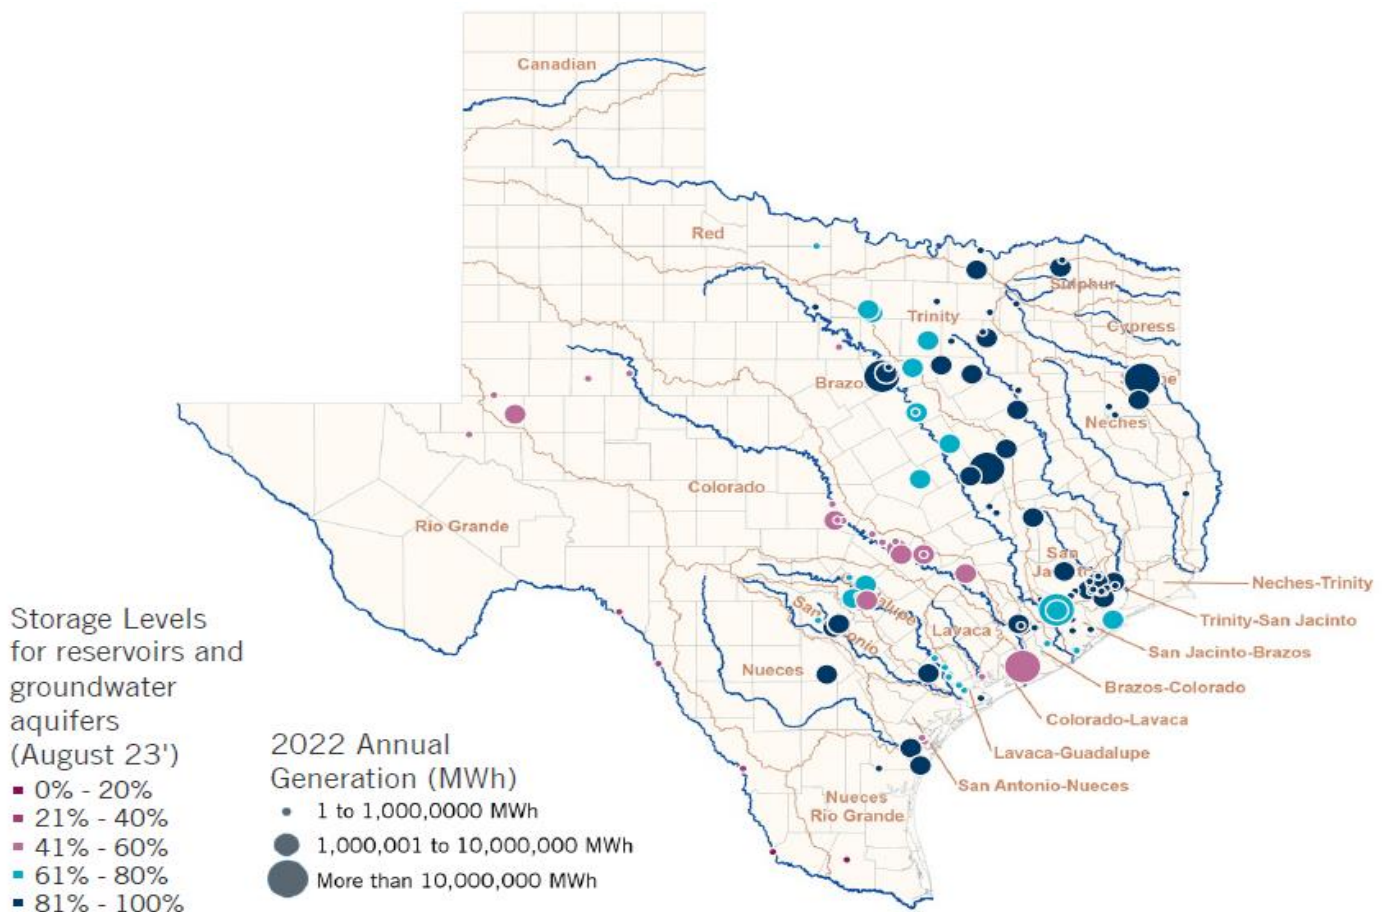 Canadian
Red
Sulphur
Trinity
Cypress
Brazos
Neches
Colorado
Rio Grande
San
Neches-Trinity
Trinity-San Jacinto
Lavaca
San Jacinto-Brazos
Nueces
Brazos-Colorado
Colorado-Lavaca
Lavaca-Guadalupe
San Antonio-Nueces
Nueces
Rio Grande
Storage Levels
for reservoirs and
groundwater
aquifers
(August 23')
0% - 20%
21% - 40%
41% - 60%
61% - 80%
81% - 100%
2022 Annual
Generation (MWh)
1 to 1,000,0000 MWh
1,000,001 to 10,000,000 MWh
More than 10,000,000 MWh